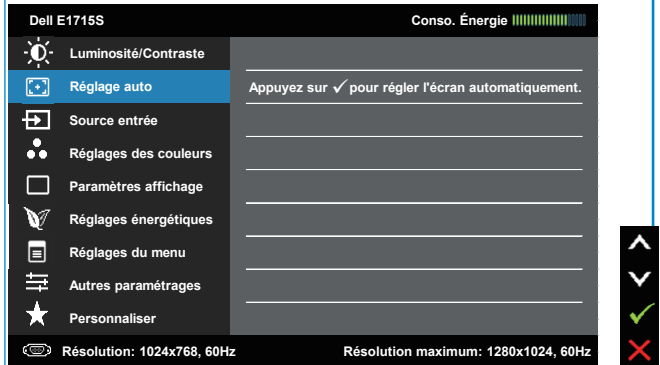 Dell E1715S Conso. Énergie
Luminosité/Contraste
Réglage auto Appuyez sur ✓ pour régler l'écran automatiquement.
Source entrée
Réglages des couleurs
Paramètres affichage
Réglages énergétiques
Réglages du menu
Autres paramétrages
Personnaliser
Résolution: 1024x768, 60Hz Résolution maximum: 1280x1024, 60Hz